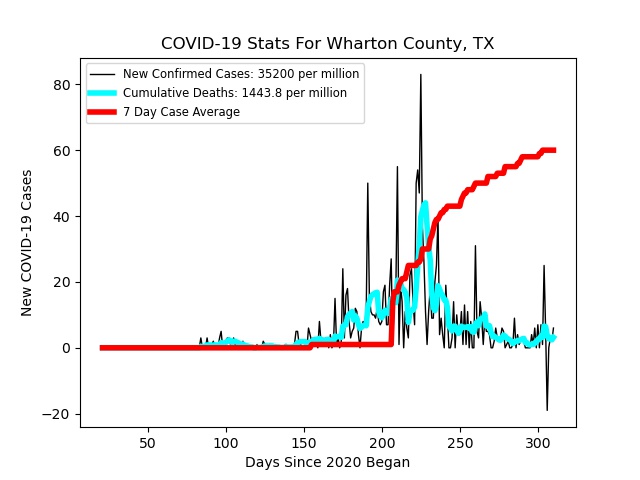 COVID-19 Stats For Wharton County, TX
New Confirmed Cases: 35200 per million
Cumulative Deaths: 1443.8 per million
7 Day Case Average
New COVID-19 Cases
80
60
40
20
0
−20
50 100 150 200 250 300
Days Since 2020 Began